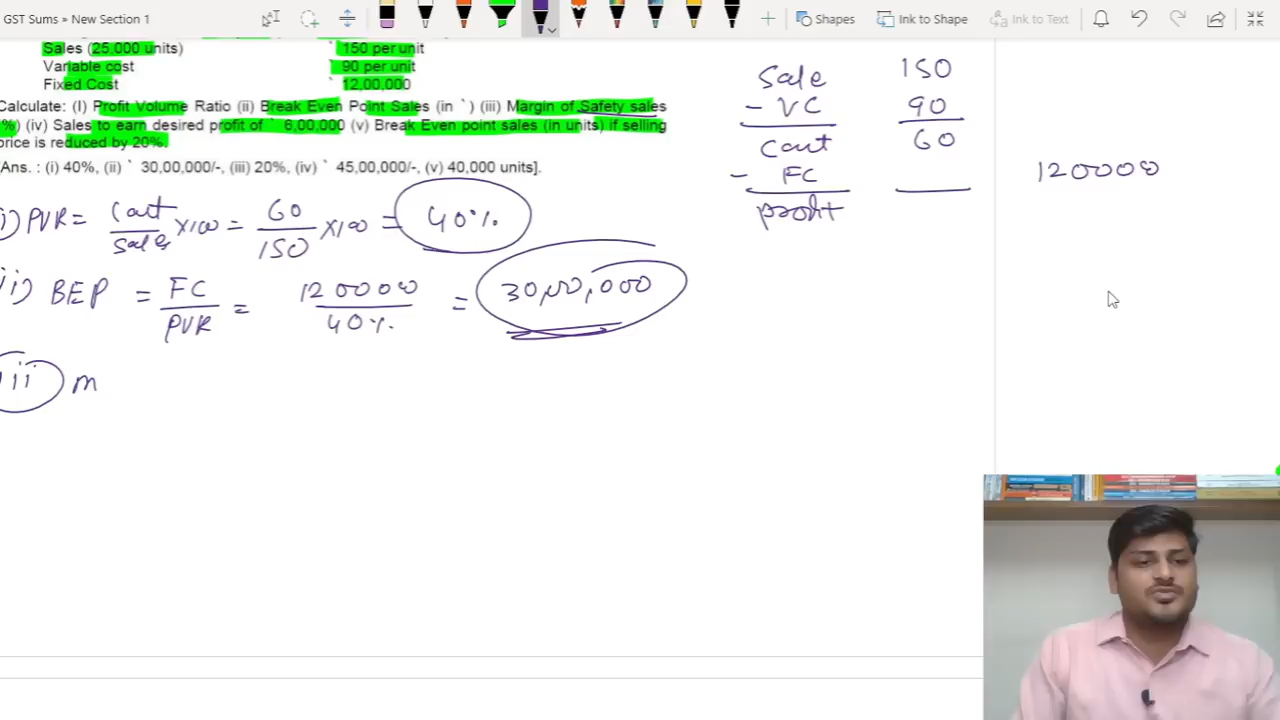 GST Sums » New Section 1
Shapes
Ink to Shape
Ink to Text
Sales (25,000 units) ` 150 per unit
Variable cost ` 90 per unit
Fixed Cost ` 12,00,000
Calculate: (I) Profit Volume Ratio (ii) Break Even Point Sales (in `) (iii) Margin of Safety sales
%) (iv) Sales to earn desired profit of ` 6,00,000 (v) Break Even point sales (in units) if selling
price is reduced by 20%.
Ans. : (i) 40%, (ii) ` 30,00,000/-, (iii) 20%, (iv) ` 45,00,000/-, (v) 40,000 units].
Sale 150
- VC 90
Cont 60
- FC 1200000
profit
i) PVR = Cont / Sales × 100 = 60 / 150 × 100 = 40%
ii) BEP = FC / PVR = 1200000 / 40% = 30,00,000
iii m